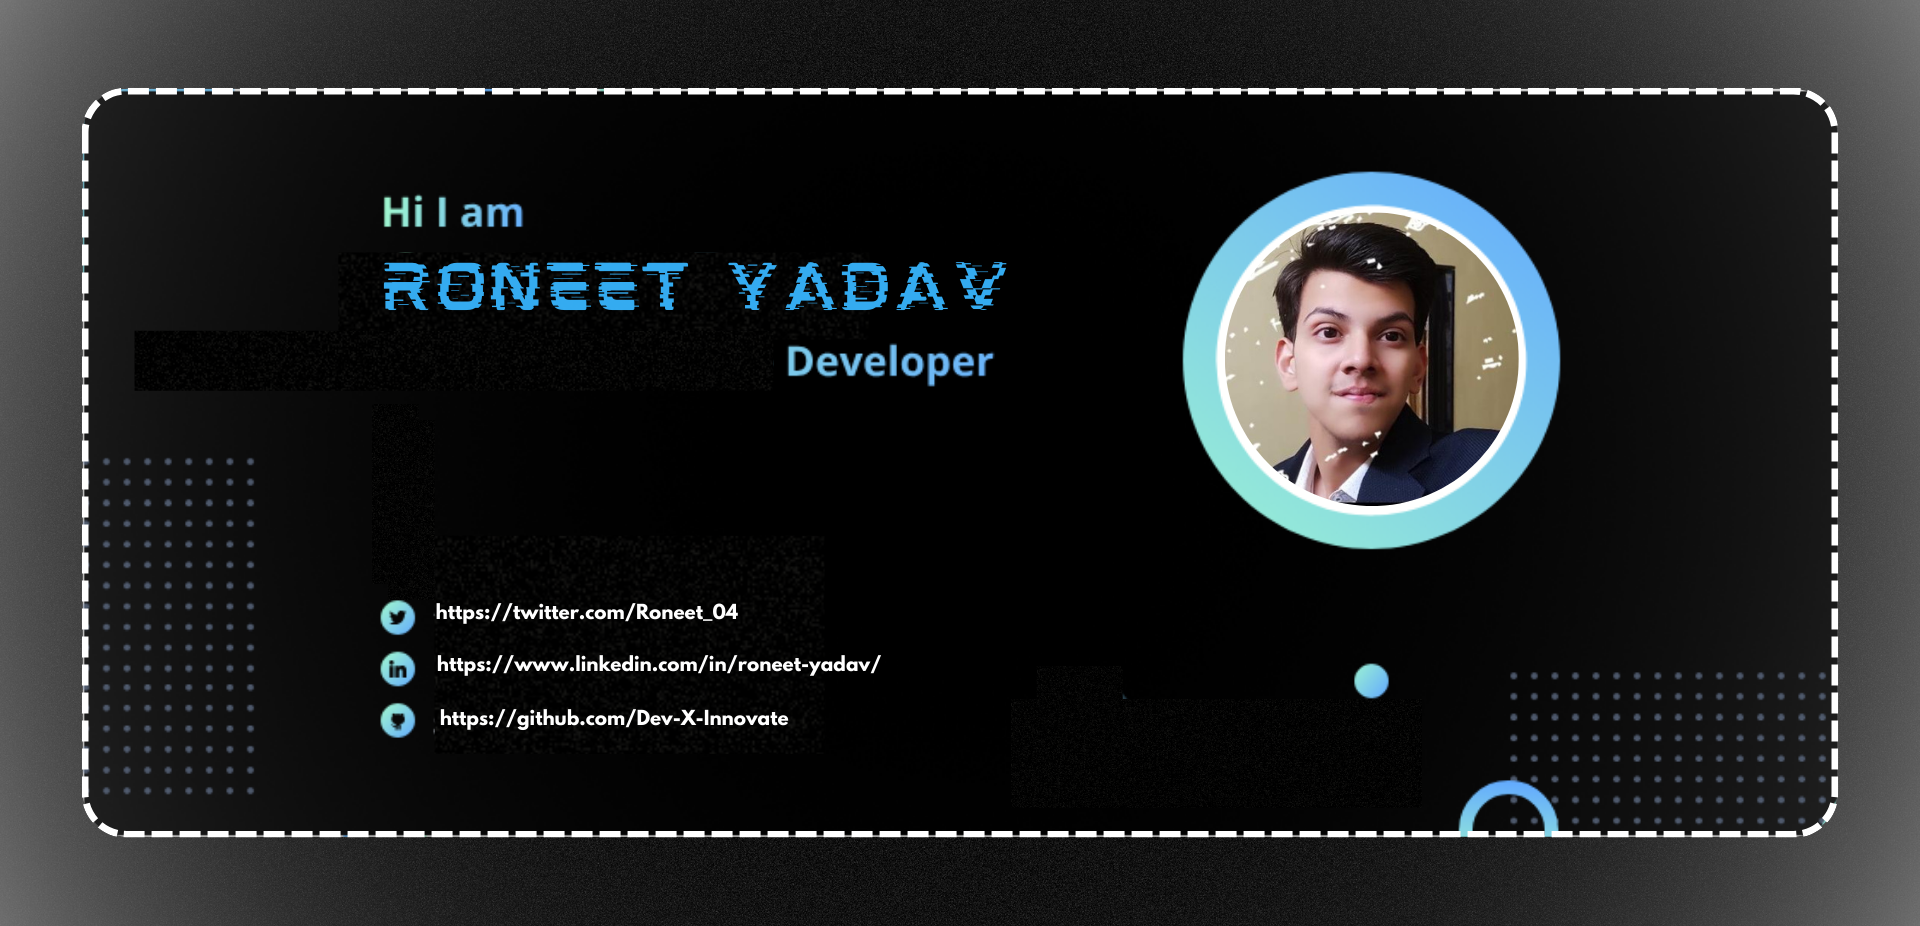 Hi I am
RONEET YADAV
Developer
https://twitter.com/Roneet_04
https://www.linkedin.com/in/roneet-yadav/
https://github.com/Dev-X-Innovate